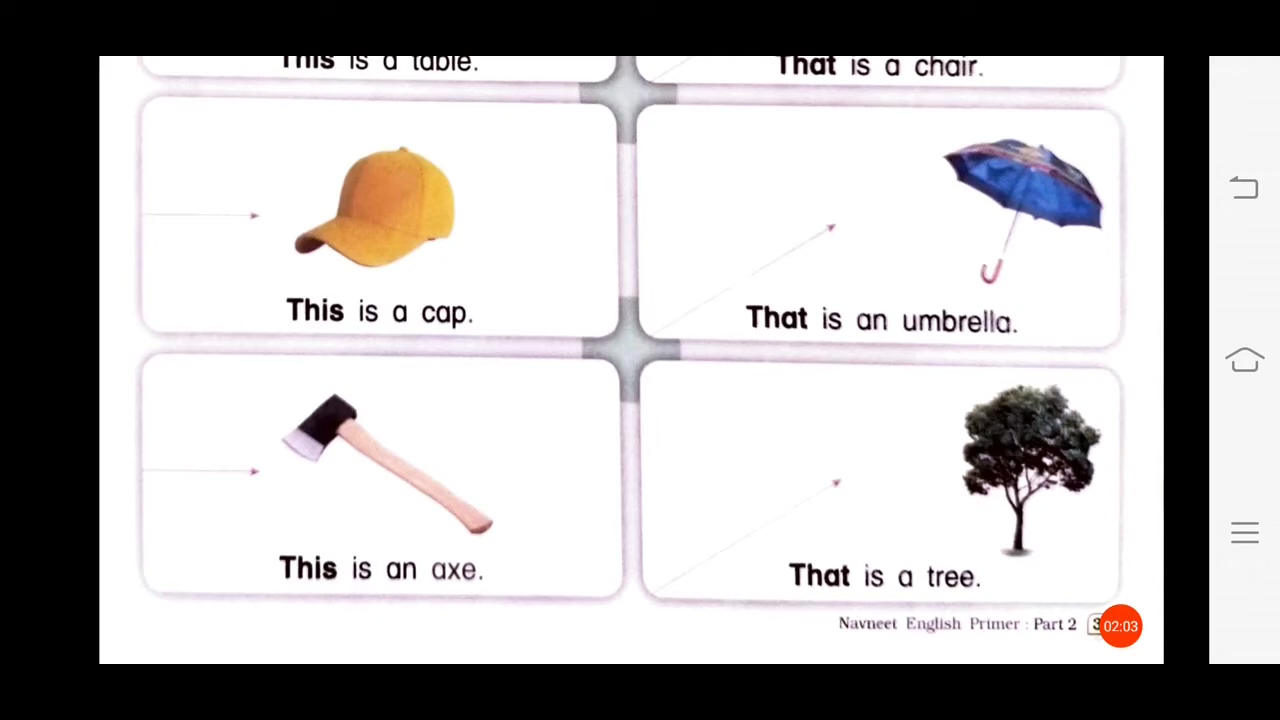 This is a table.
That is a chair.
This is a cap.
That is an umbrella.
This is an axe.
That is a tree.
Navneet English Primer : Part 2
02:03